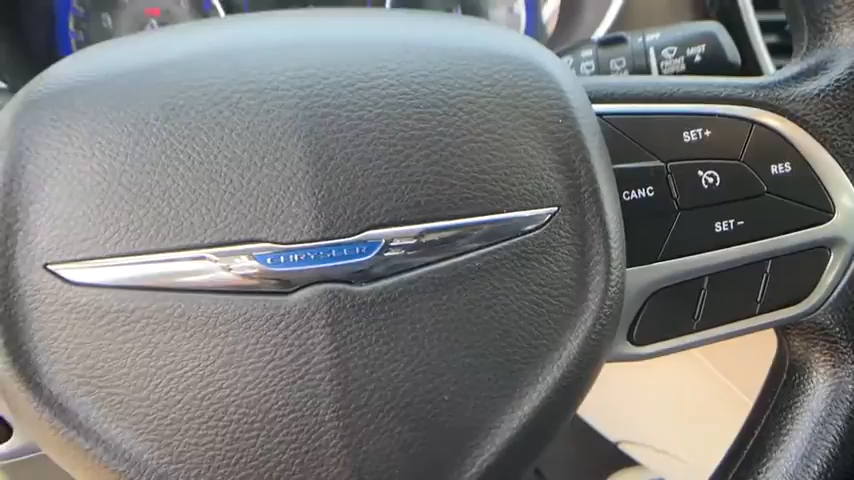 MIST
FRONT
SET+
RES
CANC
SET-
CHRYSLER